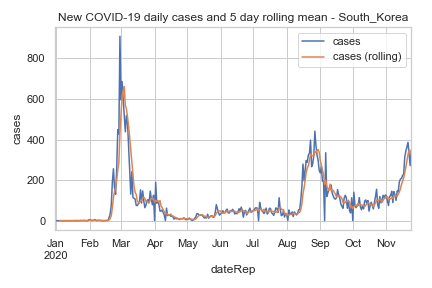 New COVID-19 daily cases and 5 day rolling mean - South_Korea
cases
cases (rolling)
800
600
400
200
0
cases
Jan Feb Mar Apr May Jun Jul Aug Sep Oct Nov
2020
dateRep